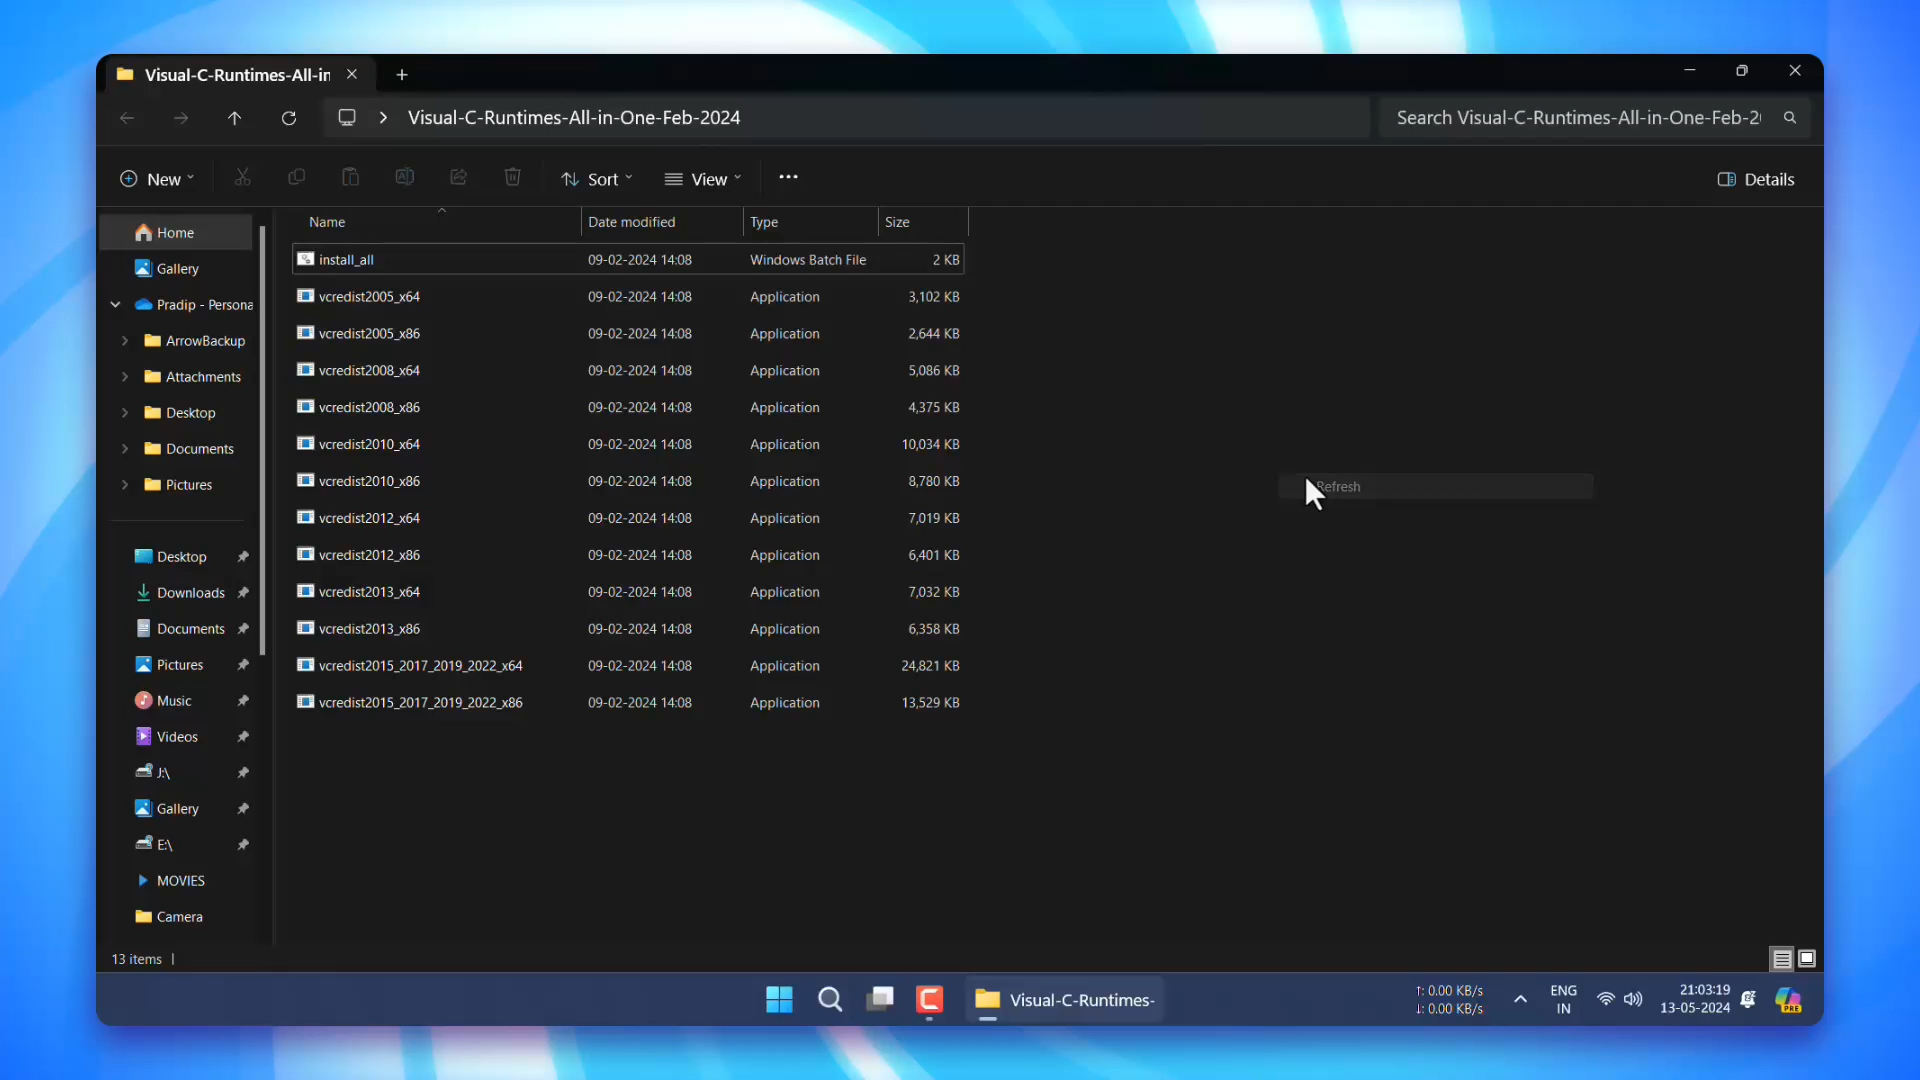 Visual-C-Runtimes-All-in
Visual-C-Runtimes-All-in-One-Feb-2024
Search Visual-C-Runtimes-All-in-One-Feb-2
New
Sort
View
Details
Name Date modified Type Size
install_all 09-02-2024 14:08 Windows Batch File 2 KB
vcredist2005_x64 09-02-2024 14:08 Application 3,102 KB
vcredist2005_x86 09-02-2024 14:08 Application 2,644 KB
vcredist2008_x64 09-02-2024 14:08 Application 5,086 KB
vcredist2008_x86 09-02-2024 14:08 Application 4,375 KB
vcredist2010_x64 09-02-2024 14:08 Application 10,034 KB
vcredist2010_x86 09-02-2024 14:08 Application 8,780 KB
vcredist2012_x64 09-02-2024 14:08 Application 7,019 KB
vcredist2012_x86 09-02-2024 14:08 Application 6,401 KB
vcredist2013_x64 09-02-2024 14:08 Application 7,032 KB
vcredist2013_x86 09-02-2024 14:08 Application 6,358 KB
vcredist2015_2017_2019_2022_x64 09-02-2024 14:08 Application 24,821 KB
vcredist2015_2017_2019_2022_x86 09-02-2024 14:08 Application 13,529 KB
Home
Gallery
Pradip - Persona
ArrowBackup
Attachments
Desktop
Documents
Pictures
Desktop
Downloads
Documents
Pictures
Music
Videos
J:\
Gallery
E:\
MOVIES
Camera
Refresh
13 items
Visual-C-Runtimes-
↑: 0.00 KB/s
↓: 0.00 KB/s
ENG
IN
21:03:19
13-05-2024
PRE